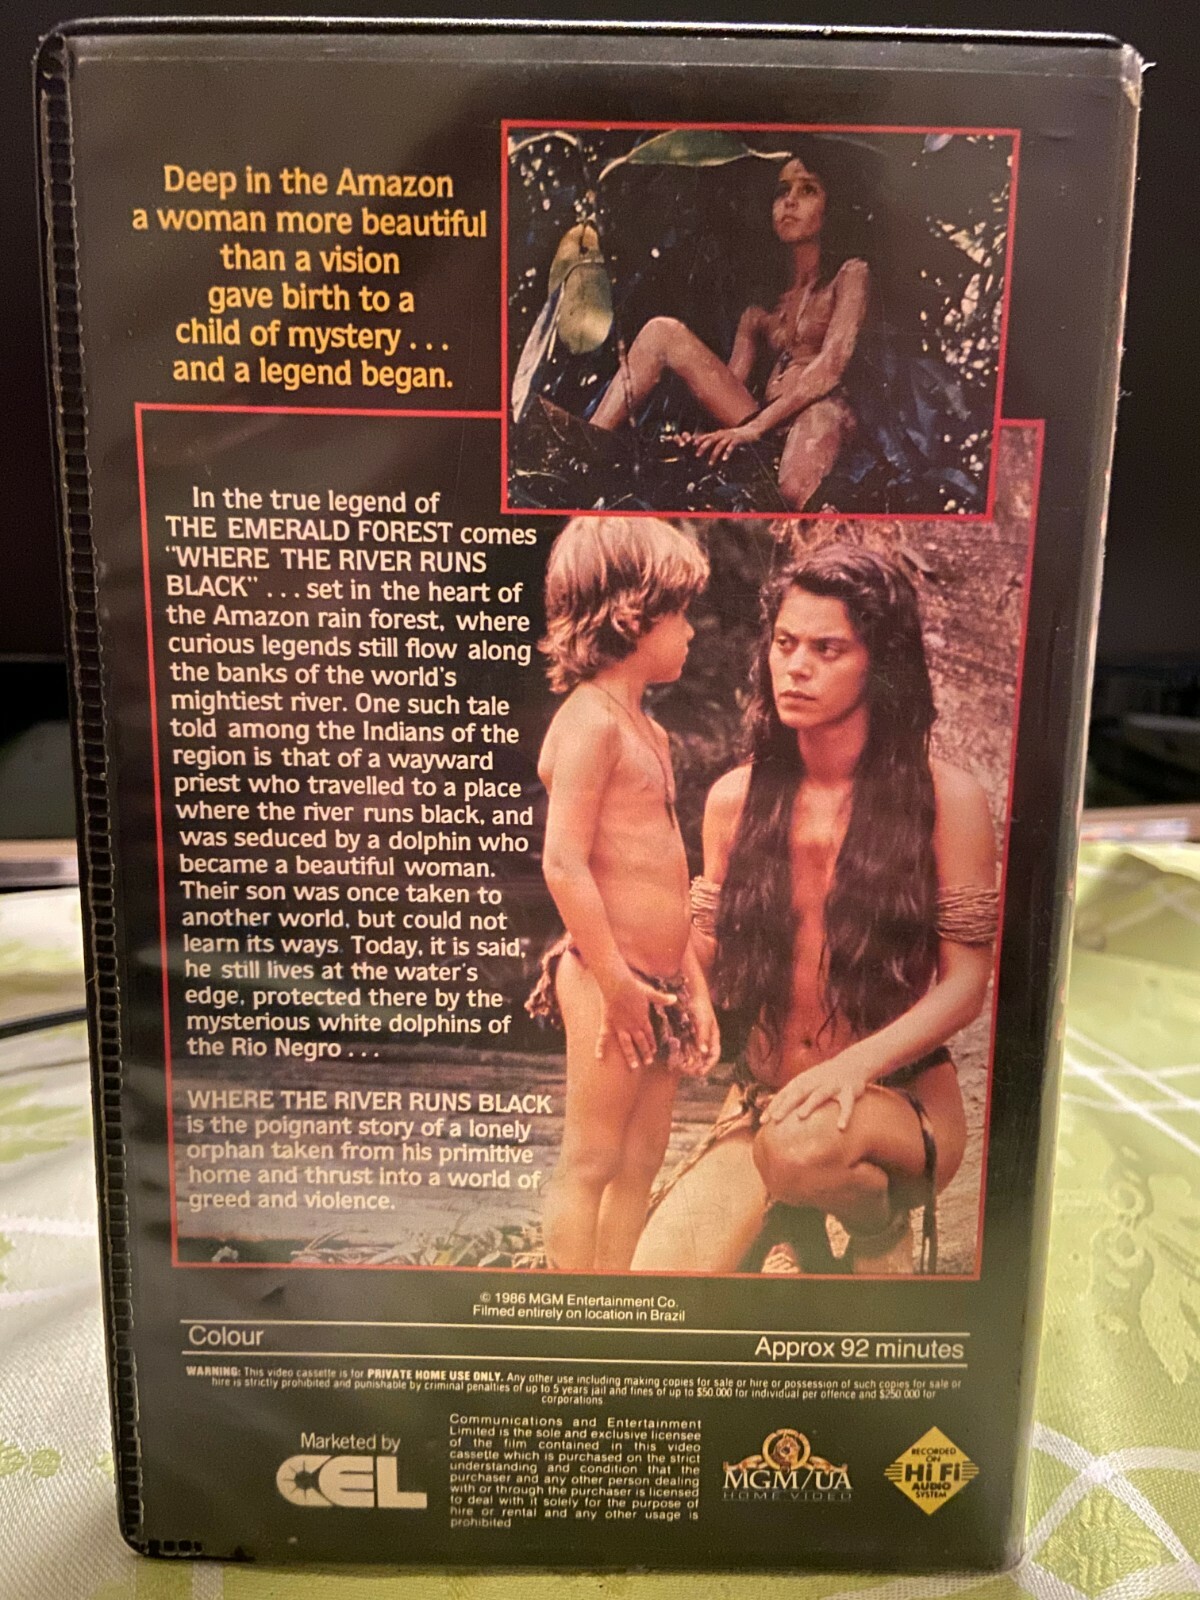 Deep in the Amazon
a woman more beautiful
than a vision
gave birth to a
child of mystery . . .
and a legend began.
In the true legend of
THE EMERALD FOREST comes
"WHERE THE RIVER RUNS
BLACK" . . . set in the heart of
the Amazon rain forest, where
curious legends still flow along
the banks of the world's
mightiest river. One such tale
told among the Indians of the
region is that of a wayward
priest who travelled to a place
where the river runs black, and
was seduced by a dolphin who
became a beautiful woman.
Their son was once taken to
another world, but could not
learn its ways. Today, it is said,
he still lives at the water's
edge, protected there by the
mysterious white dolphins of
the Rio Negro . . .
WHERE THE RIVER RUNS BLACK
is the poignant story of a lonely
orphan taken from his primitive
home and thrust into a world of
greed and violence.
© 1986 MGM Entertainment Co.
Filmed entirely on location in Brazil
Colour
Approx 92 minutes
WARNING: This video cassette is for PRIVATE HOME USE ONLY. Any other use including making copies for sale or hire or possession of such copies for sale or
hire is strictly prohibited and punishable by criminal penalties of up to 5 years jail and fines of up to $50.000 for individual per offence and $250.000 for
corporations
Marketed by
CEL
Communications and Entertainment
Limited is the sole and exclusive licensee
of the film contained in this video
cassette which is purchased on the strict
understanding and condition that the
purchaser and any other person dealing
with or through the purchaser is licensed
to deal with it solely for the purpose of
hire or rental and any other usage is
prohibited
MGM/UA
HOME VIDEO
RECORDED
ON
HiFi
AUDIO
SYSTEM